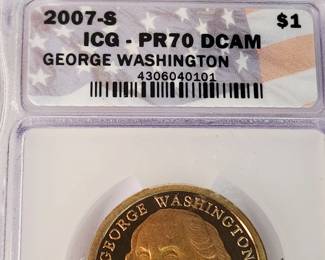 2007-S $1
ICG - PR70 DCAM
GEORGE WASHINGTON
4306040101
GEORGE WASHINGTON